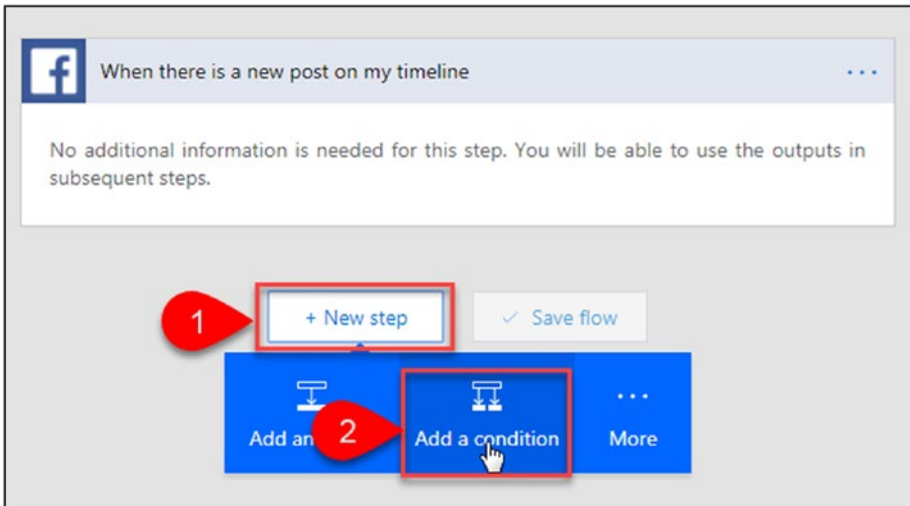 f
When there is a new post on my timeline
...
No additional information is needed for this step. You will be able to use the outputs in
subsequent steps.
1
+ New step
✓ Save flow
...
Add an
2
Add a condition
More